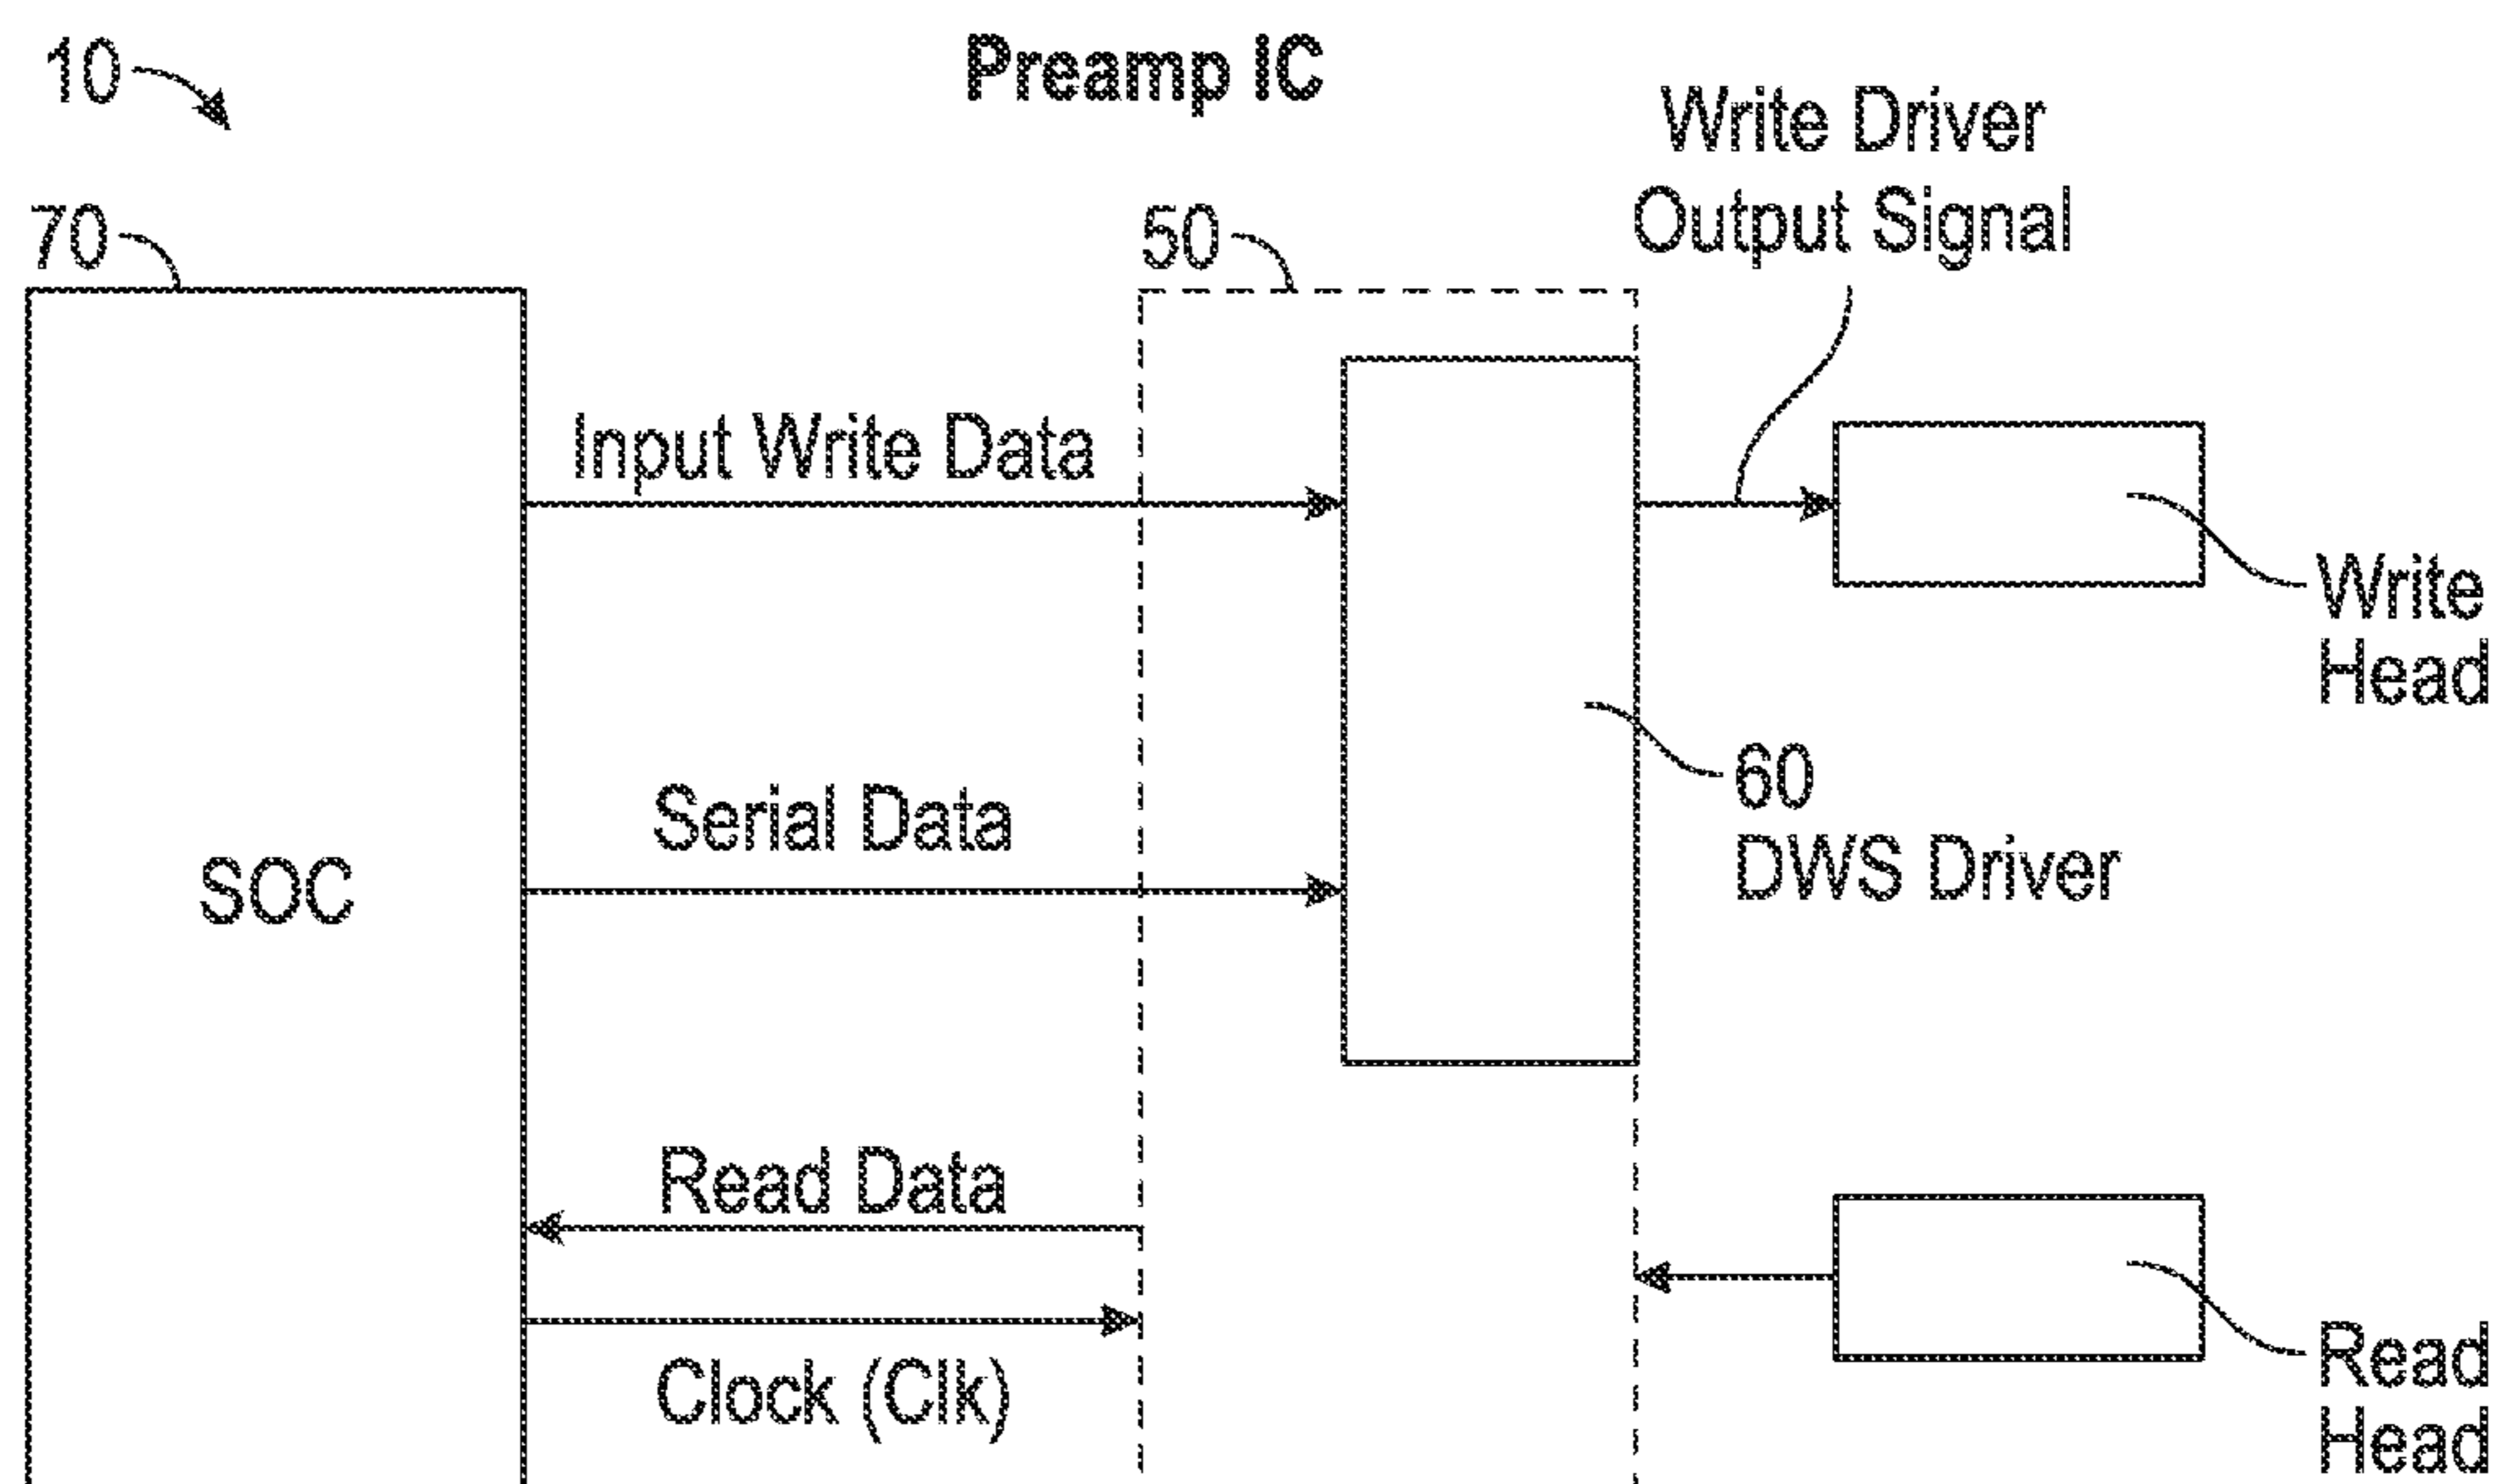 10
Preamp IC
Write Driver
Output Signal
70
50
Input Write Data
Write
Head
60
DWS Driver
Serial Data
SOC
Read Data
Clock (Clk)
Read
Head